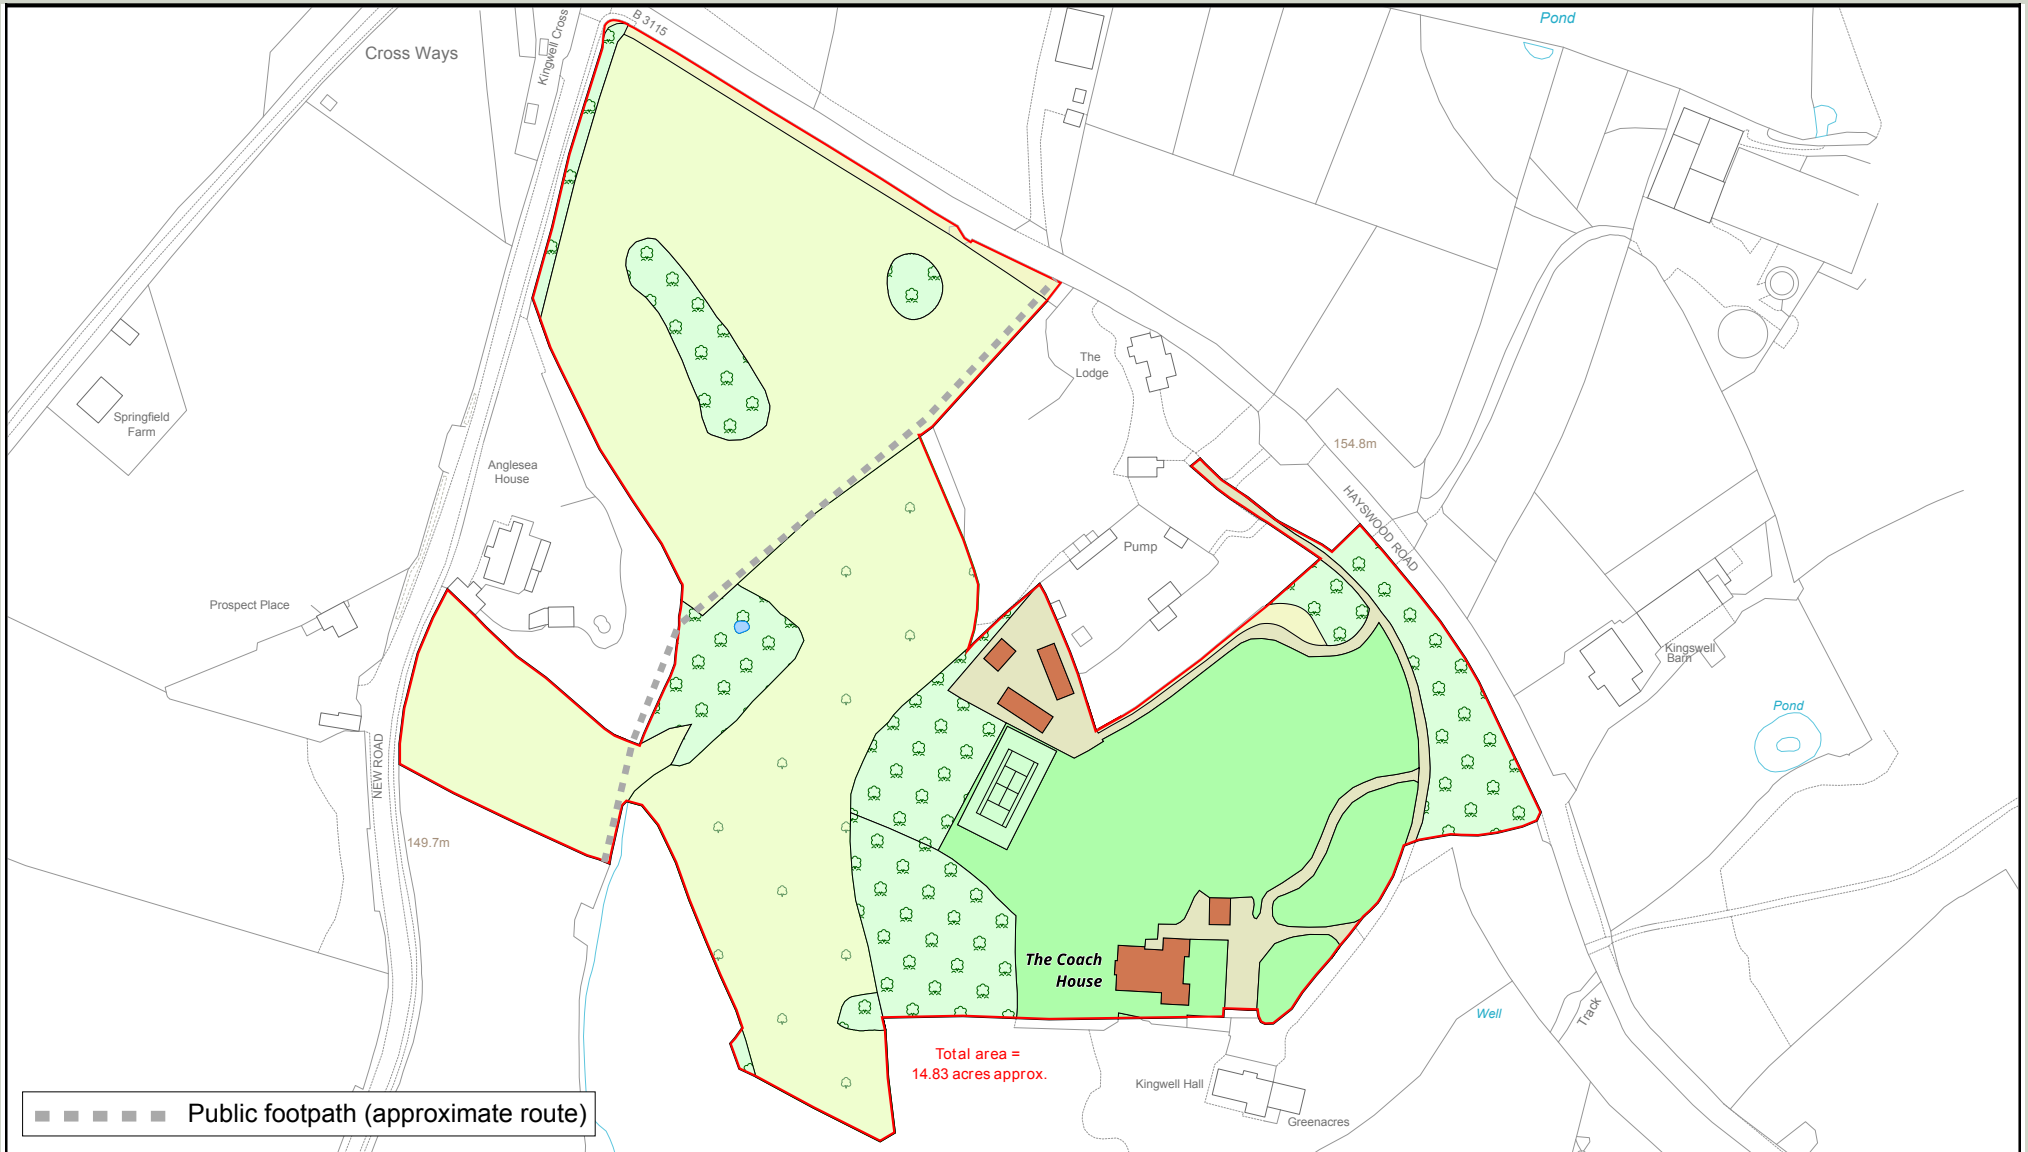 Pond
B 3115
Kingwell Cross
Cross Ways
The
Lodge
Springfield
Farm
154.8m
Anglesea
House
HAYSWOOD ROAD
Pump
Prospect Place
Kingswell
Barn
Pond
NEW ROAD
149.7m
The Coach
House
Well
Track
Total area =
14.83 acres approx.
Kingwell Hall
Greenacres
Public footpath (approximate route)